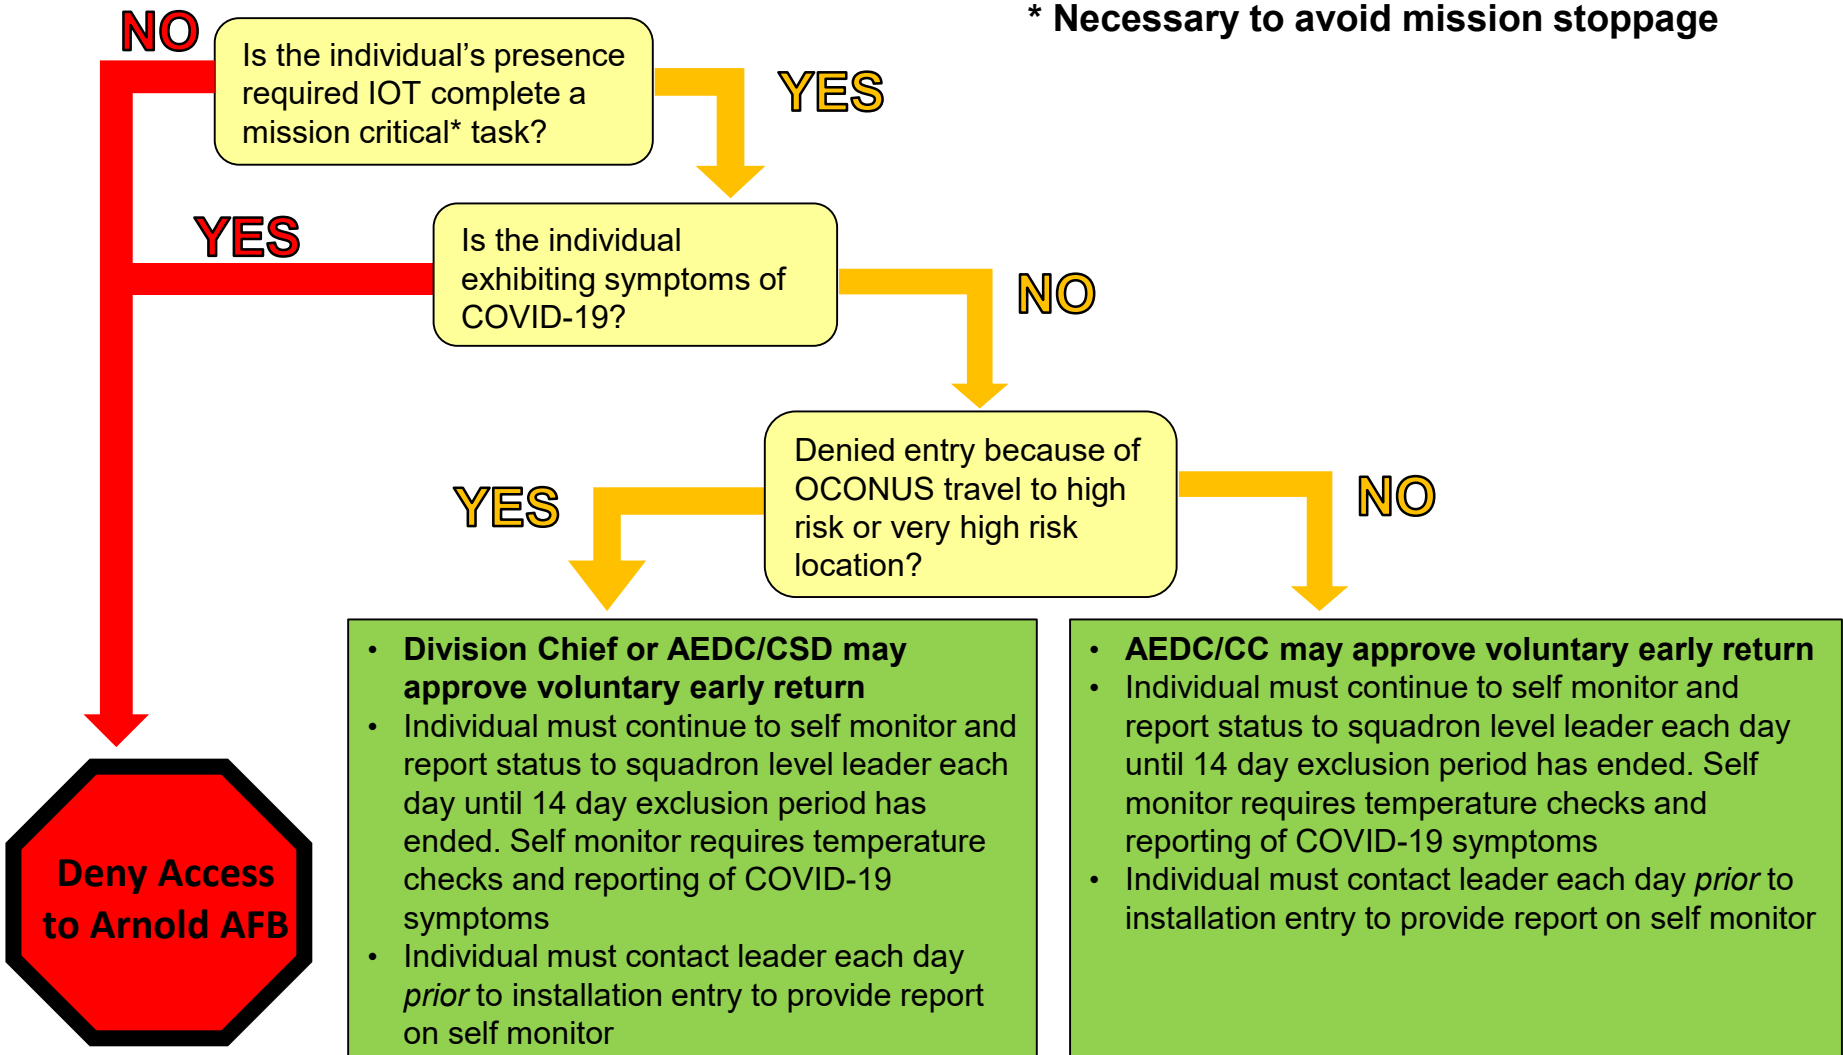 * Necessary to avoid mission stoppage
NO
Is the individual's presence
required IOT complete a
mission critical* task?
YES
YES
Is the individual
exhibiting symptoms of
COVID-19?
NO
Denied entry because of
OCONUS travel to high
risk or very high risk
location?
YES
NO
• Division Chief or AEDC/CSD may
approve voluntary early return
• Individual must continue to self monitor and
report status to squadron level leader each
day until 14 day exclusion period has
ended. Self monitor requires temperature
checks and reporting of COVID-19
symptoms
• Individual must contact leader each day
prior to installation entry to provide report
on self monitor
• AEDC/CC may approve voluntary early return
• Individual must continue to self monitor and
report status to squadron level leader each day
until 14 day exclusion period has ended. Self
monitor requires temperature checks and
reporting of COVID-19 symptoms
• Individual must contact leader each day prior to
installation entry to provide report on self monitor
Deny Access
to Arnold AFB